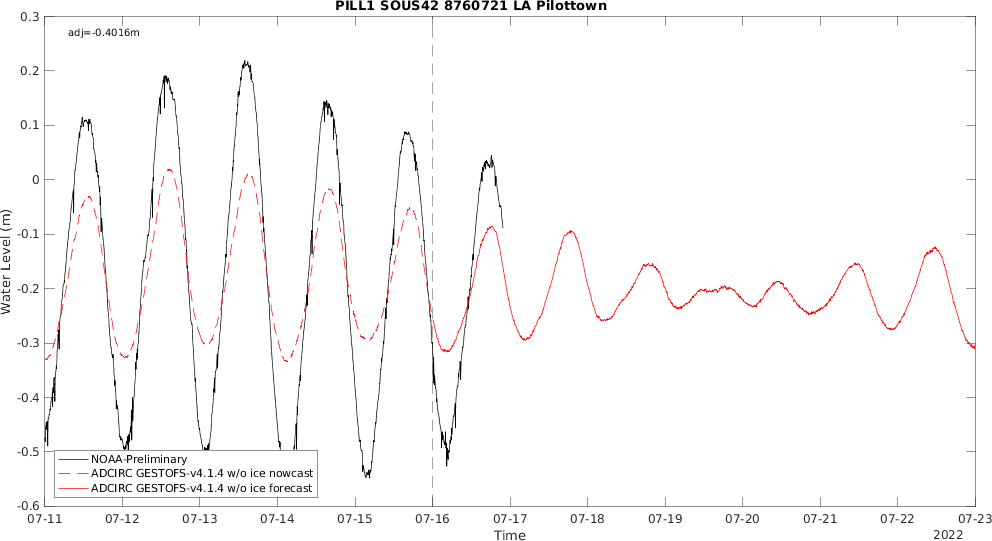 PILL1 SOUS42 8760721 LA Pilottown
adj=-0.4016m
0.3
0.2
0.1
0
-0.1
-0.2
-0.3
-0.4
-0.5
-0.6
Water Level (m)
NOAA-Preliminary
ADCIRC GESTOFS-v4.1.4 w/o ice nowcast
ADCIRC GESTOFS-v4.1.4 w/o ice forecast
07-11 07-12 07-13 07-14 07-15 07-16 07-17 07-18 07-19 07-20 07-21 07-22 07-23
Time
2022